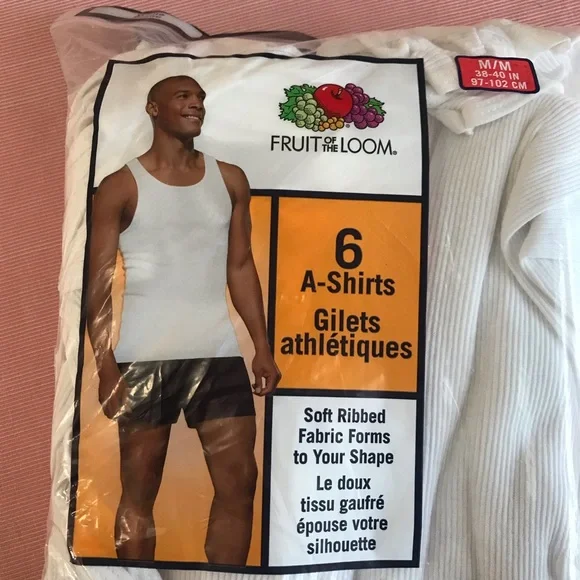 M/M
38-40 IN
97-102 CM
FRUIT OF THE LOOM®
6
A-Shirts
Gilets
athlétiques
Soft Ribbed
Fabric Forms
to Your Shape
Le doux
tissu gaufré
épouse votre
silhouette